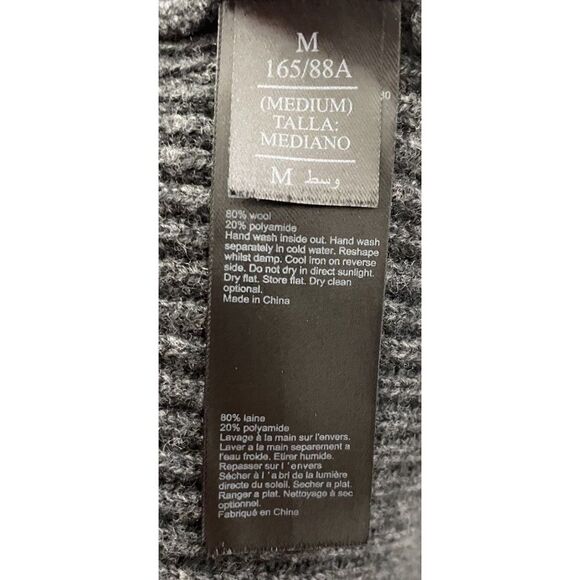 M
165/88A
(MEDIUM)
TALLA:
MEDIANO
M وسط
80% wool
20% polyamide
Hand wash inside out. Hand wash
separately in cold water. Reshape
whilst damp. Cool iron on reverse
side. Do not dry in direct sunlight.
Dry flat. Store flat. Dry clean
optional.
Made in China
80% laine
20% polyamide
Lavage à la main sur l'envers.
Laver a la main separement a
l'eau froide. Etirer humide.
Repasser sur l'envers
Sécher à l'abri de la lumière
directe du soleil. Secher a plat.
Ranger a plat. Nettoyage à sec
optionnel.
Fabriqué en China